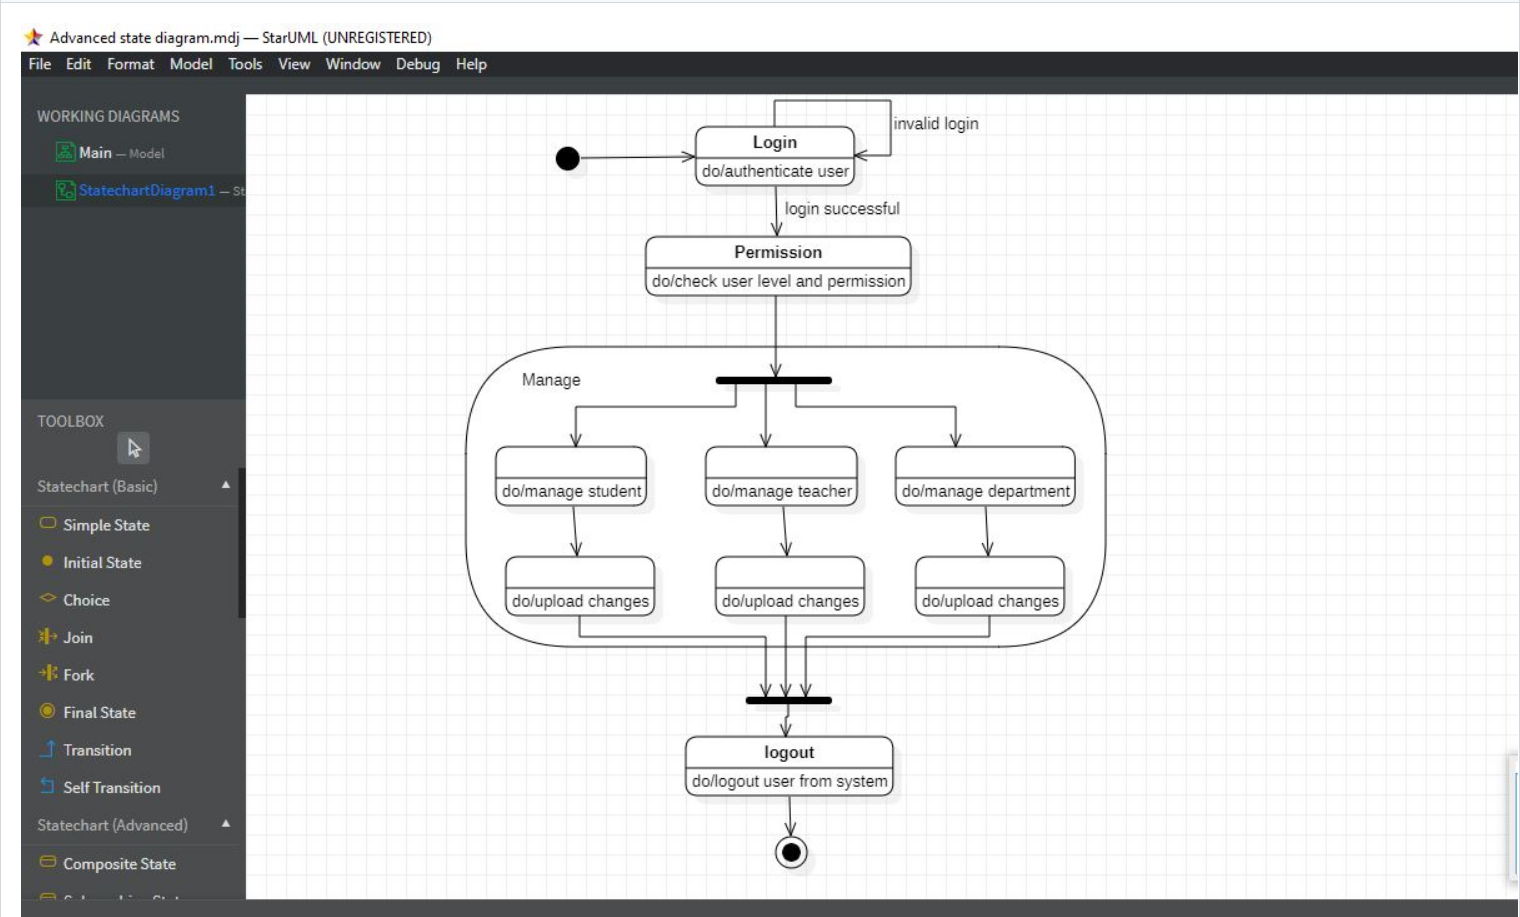 Advanced state diagram.mdj — StarUML (UNREGISTERED)
File Edit Format Model Tools View Window Debug Help
WORKING DIAGRAMS
Main — Model
StatechartDiagram1 — St
TOOLBOX
Statechart (Basic)
Simple State
Initial State
Choice
Join
Fork
Final State
Transition
Self Transition
Statechart (Advanced)
Composite State
invalid login
Login
do/authenticate user
login successful
Permission
do/check user level and permission
Manage
do/manage student
do/manage teacher
do/manage department
do/upload changes
do/upload changes
do/upload changes
logout
do/logout user from system